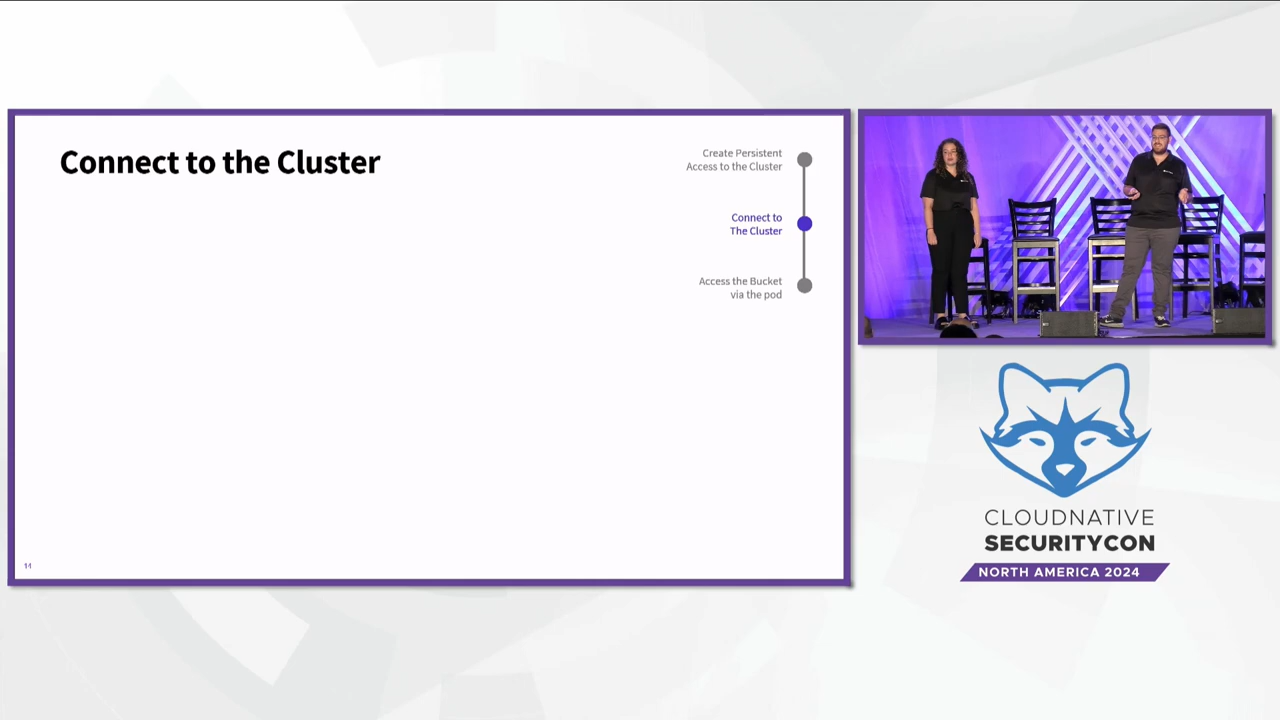 Connect to the Cluster
Create Persistent
Access to the Cluster
Connect to
The Cluster
Access the Bucket
via the pod
14
CLOUDNATIVE
SECURITYCON
NORTH AMERICA 2024